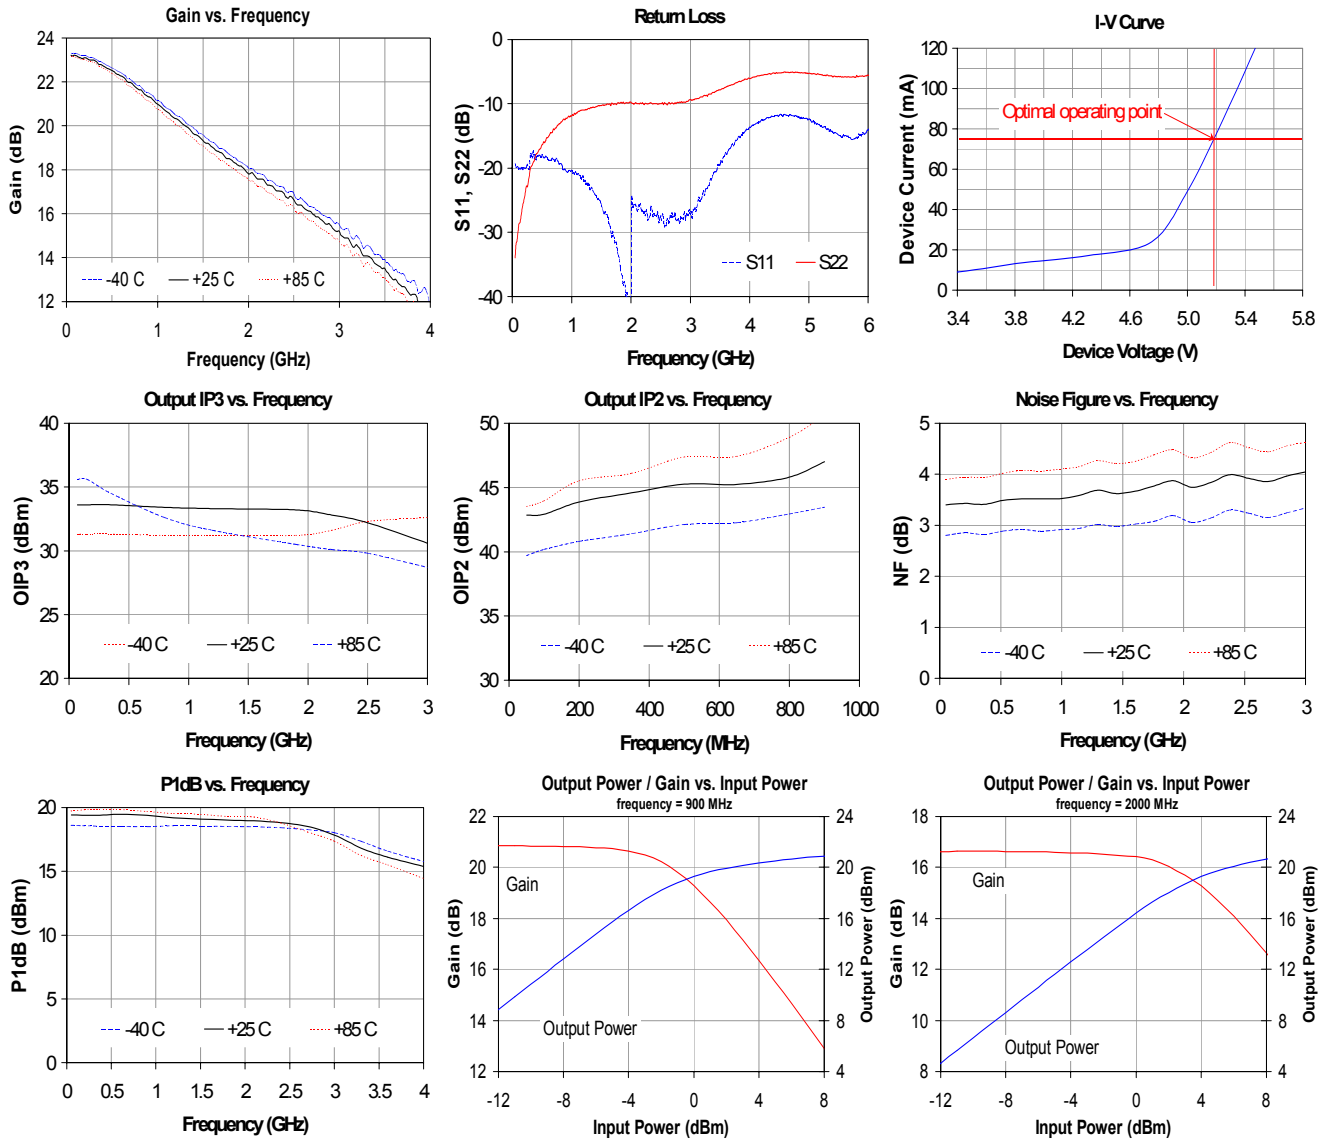 Gain vs. Frequency
24
22
20
18
16
14
12
Gain (dB)
-40 C +25 C +85 C
0 1 2 3 4
Frequency (GHz)
Return Loss
0
-10
-20
-30
-40
S11, S22 (dB)
S11 S22
0 1 2 3 4 5 6
Frequency (GHz)
I-V Curve
120
100
80
60
40
20
0
Device Current (mA)
Optimal operating point
3.4 3.8 4.2 4.6 5.0 5.4 5.8
Device Voltage (V)
Output IP3 vs. Frequency
40
35
30
25
20
OIP3 (dBm)
-40 C +25 C +85 C
0 0.5 1 1.5 2 2.5 3
Frequency (GHz)
Output IP2 vs. Frequency
50
45
40
35
30
OIP2 (dBm)
-40 C +25 C +85 C
0 200 400 600 800 1000
Frequency (MHz)
Noise Figure vs. Frequency
5
4
3
2
1
0
NF (dB)
-40 C +25 C +85 C
0 0.5 1 1.5 2 2.5 3
Frequency (GHz)
P1dB vs. Frequency
20
15
10
5
0
P1dB (dBm)
-40 C +25 C +85 C
0 0.5 1 1.5 2 2.5 3 3.5 4
Frequency (GHz)
Output Power / Gain vs. Input Power
frequency = 900 MHz
22
20
18
16
14
12
Gain (dB)
Gain
Output Power
24
20
16
12
8
4
Output Power (dBm)
-12 -8 -4 0 4 8
Input Power (dBm)
Output Power / Gain vs. Input Power
frequency = 2000 MHz
18
16
14
12
10
8
Gain (dB)
Gain
Output Power
24
20
16
12
8
4
Output Power (dBm)
-12 -8 -4 0 4 8
Input Power (dBm)